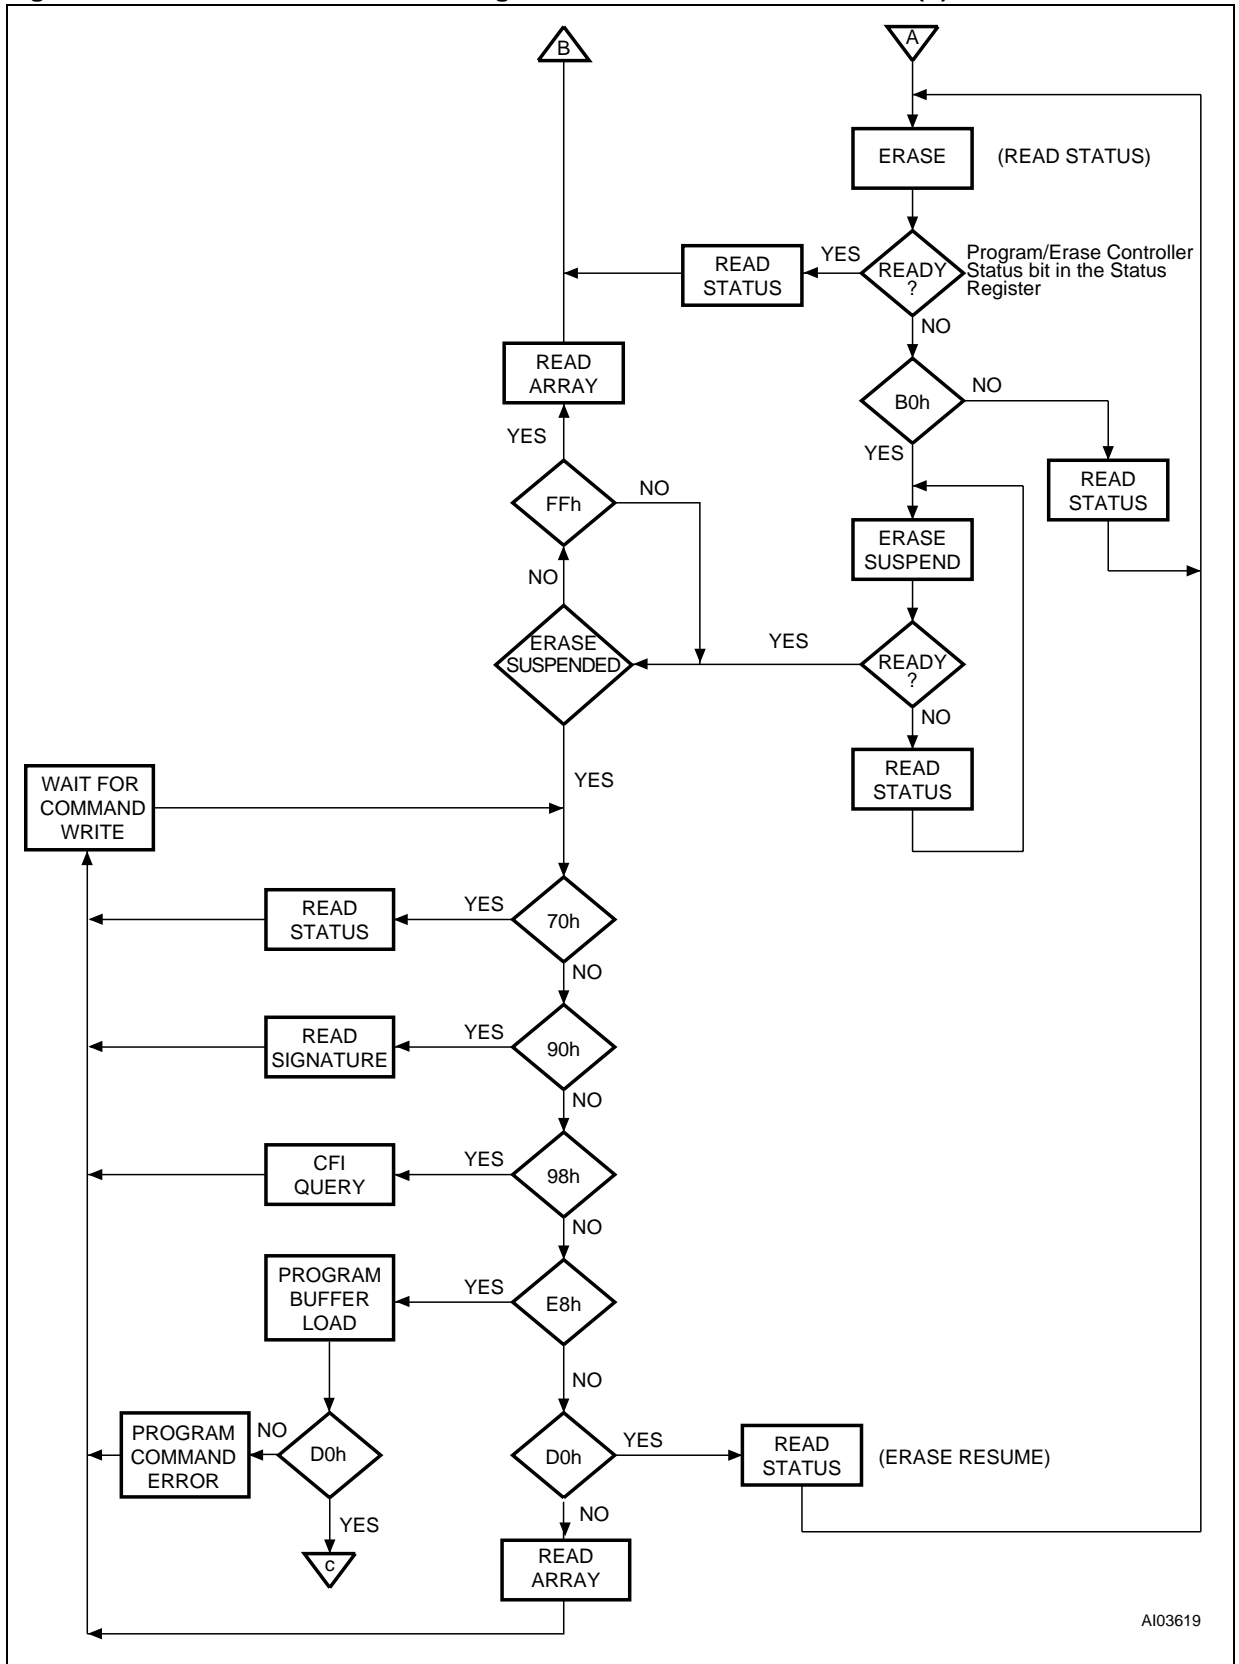 B
A
ERASE
(READ STATUS)
READ
STATUS
YES
READY
?
Program/Erase Controller
Status bit in the Status
Register
NO
READ
ARRAY
B0h
NO
YES
YES
READ
STATUS
FFh
NO
ERASE
SUSPEND
NO
ERASE
SUSPENDED
YES
READY
?
NO
READ
STATUS
YES
WAIT FOR
COMMAND
WRITE
READ
STATUS
YES
70h
NO
READ
SIGNATURE
YES
90h
NO
CFI
QUERY
YES
98h
NO
PROGRAM
BUFFER
LOAD
YES
E8h
NO
PROGRAM
COMMAND
ERROR
NO
D0h
YES
c
D0h
YES
READ
STATUS
(ERASE RESUME)
NO
READ
ARRAY
AI03619